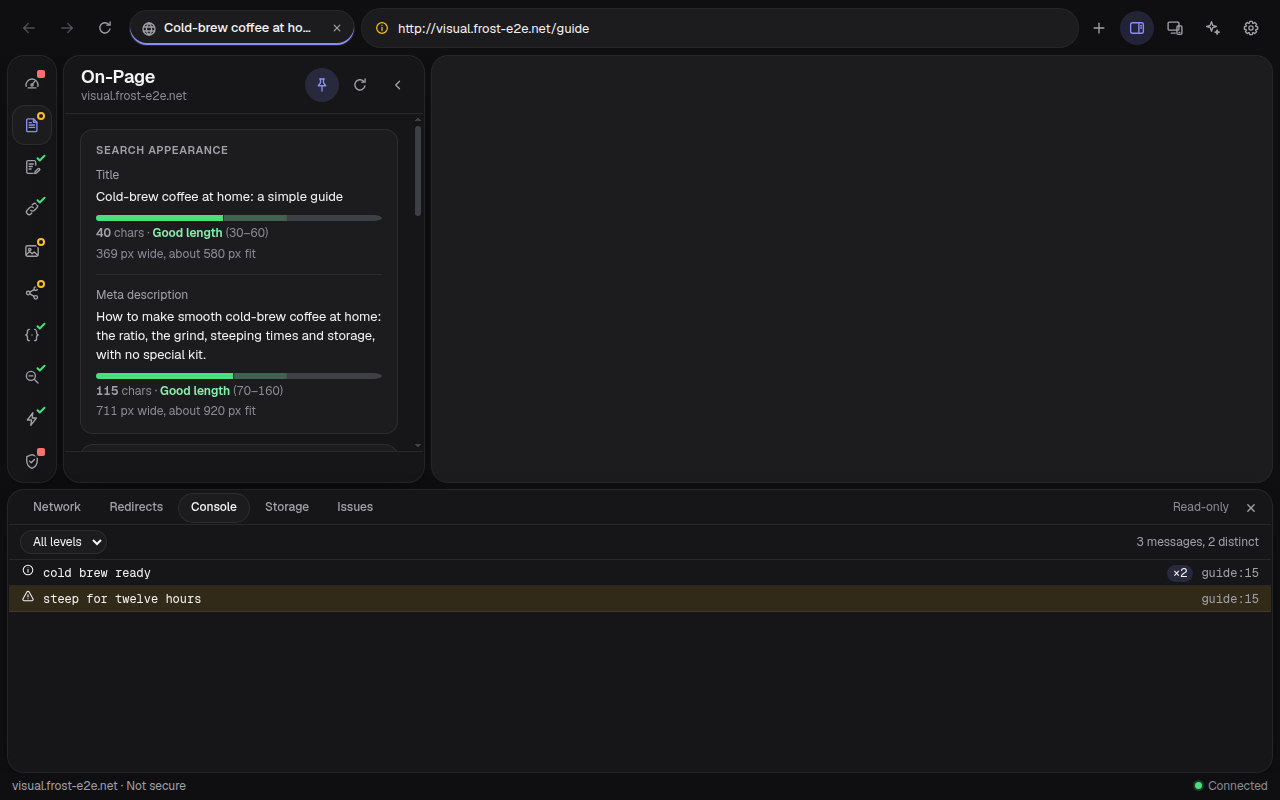 Cold-brew coffee at ho...
http://visual.frost-e2e.net/guide
On-Page
visual.frost-e2e.net
SEARCH APPEARANCE
Title
Cold-brew coffee at home: a simple guide
40 chars · Good length (30–60)
369 px wide, about 580 px fit
Meta description
How to make smooth cold-brew coffee at home:
the ratio, the grind, steeping times and storage,
with no special kit.
115 chars · Good length (70–160)
711 px wide, about 920 px fit
Network Redirects Console Storage Issues Read-only
All levels 3 messages, 2 distinct
cold brew ready ×2 guide:15
steep for twelve hours guide:15
visual.frost-e2e.net · Not secure Connected